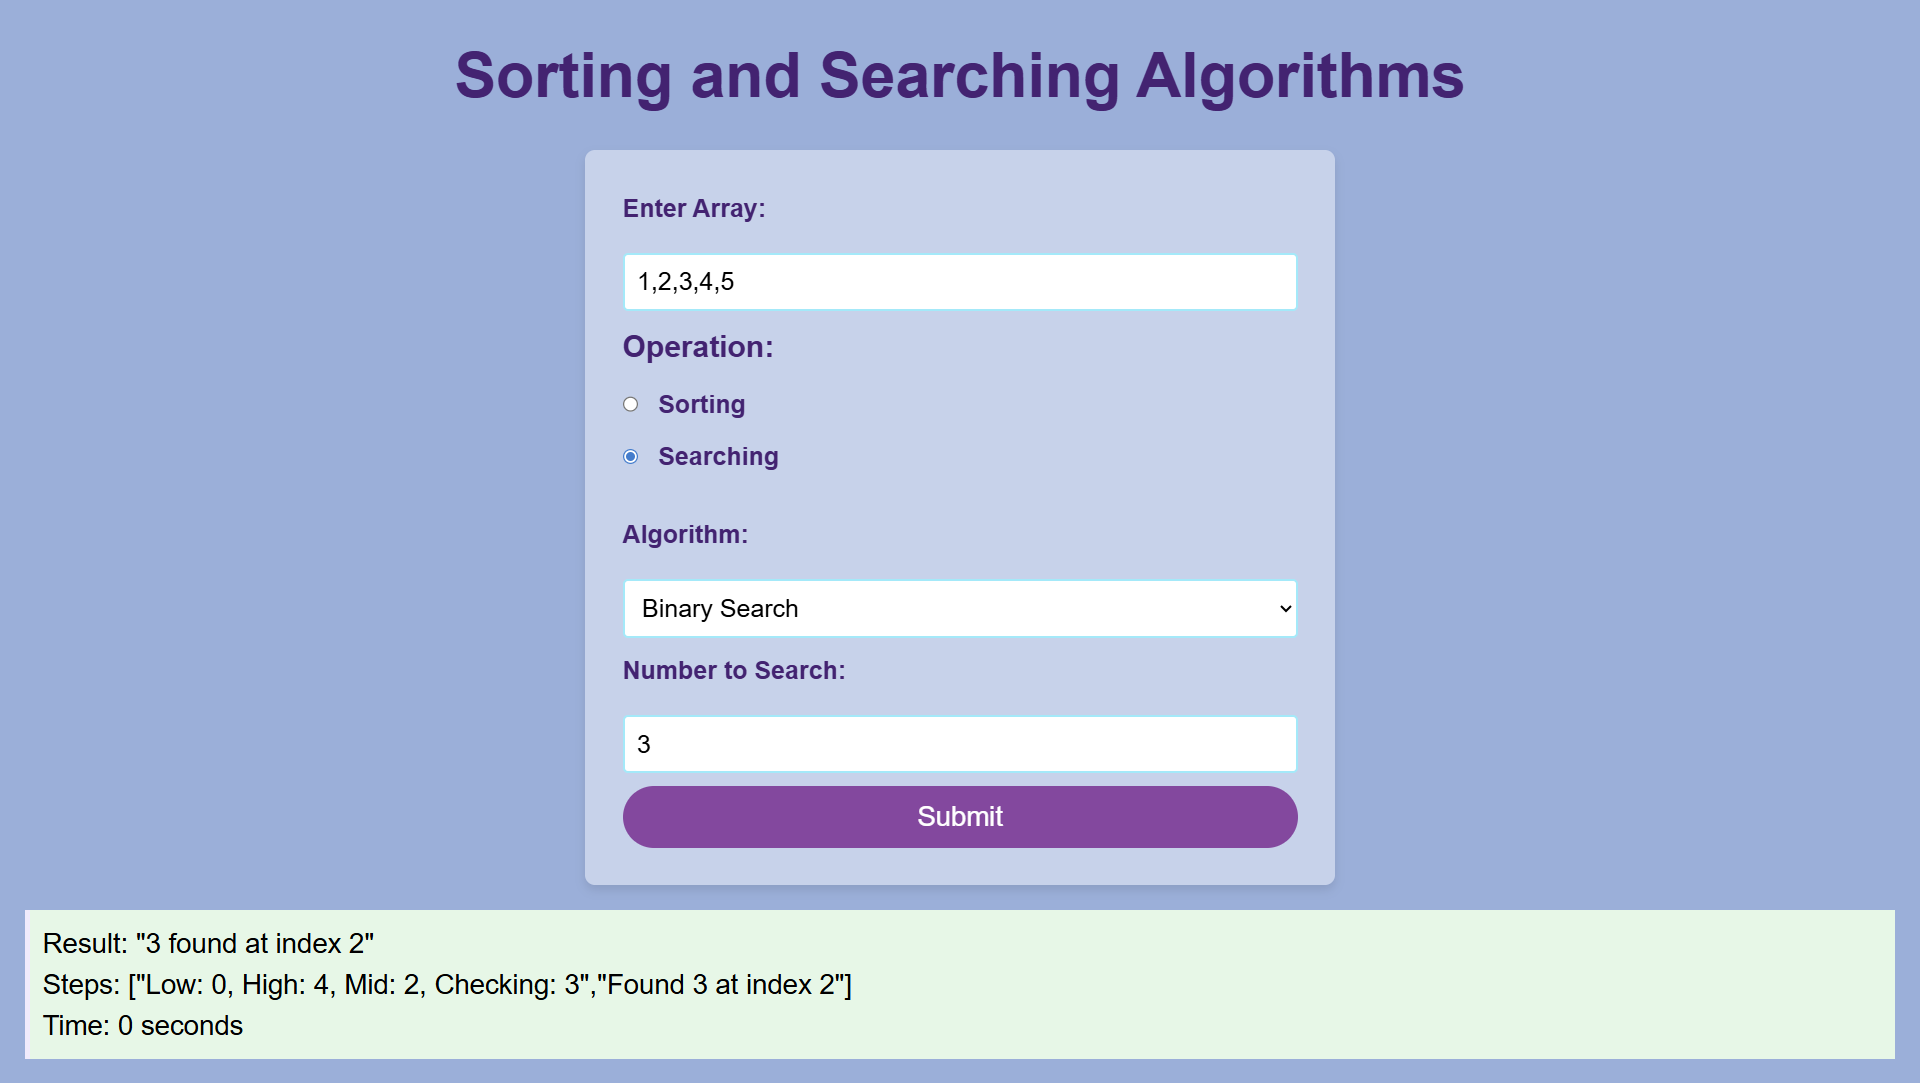 Sorting and Searching Algorithms
Enter Array:
1,2,3,4,5
Operation:
Sorting
Searching
Algorithm:
Binary Search
Number to Search:
3
Submit
Result: "3 found at index 2"
Steps: ["Low: 0, High: 4, Mid: 2, Checking: 3","Found 3 at index 2"]
Time: 0 seconds